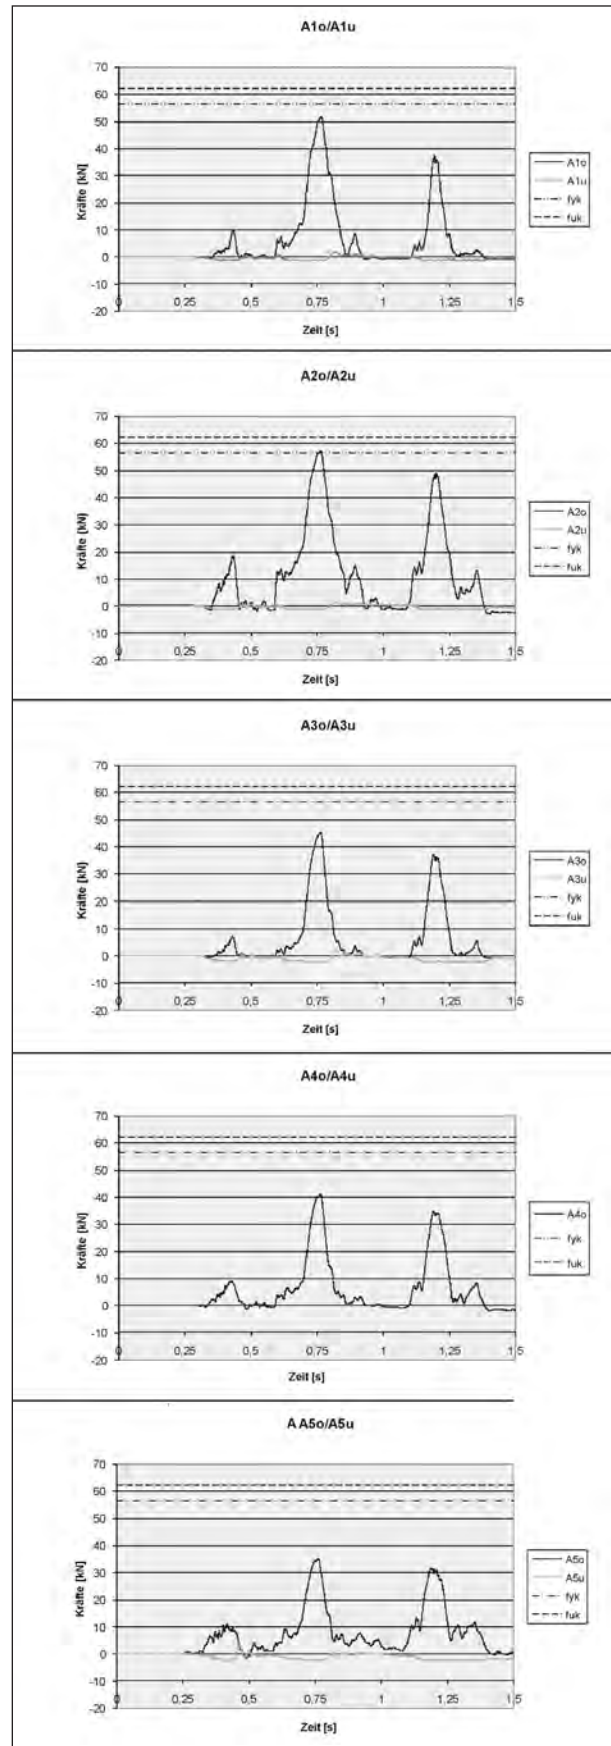 A1o/A1u
70
60
50
40
30
20
10
0
-10
-20
Kräfte [kN]
0
0,25
0,5
0,75
1
1,25
1,5
Zeit [s]
A1o
A1u
fyk
fuk
A2o/A2u
70
60
50
40
30
20
10
0
-10
-20
Kräfte [kN]
0
0,25
0,5
0,75
1
1,25
1,5
Zeit [s]
A2o
A2u
fyk
fuk
A3o/A3u
70
60
50
40
30
20
10
0
-10
-20
Kräfte [kN]
0
0,25
0,5
0,75
1
1,25
1,5
Zeit [s]
A3o
A3u
fyk
fuk
A4o/A4u
70
60
50
40
30
20
10
0
-10
-20
Kräfte [kN]
0
0,25
0,5
0,75
1
1,25
1,5
Zeit [s]
A4o
fyk
fuk
A A5o/A5u
70
60
50
40
30
20
10
0
-10
-20
Kräfte [kN]
0
0,25
0,5
0,75
1
1,25
1,5
Zeit [s]
A5o
A5u
fyk
fuk